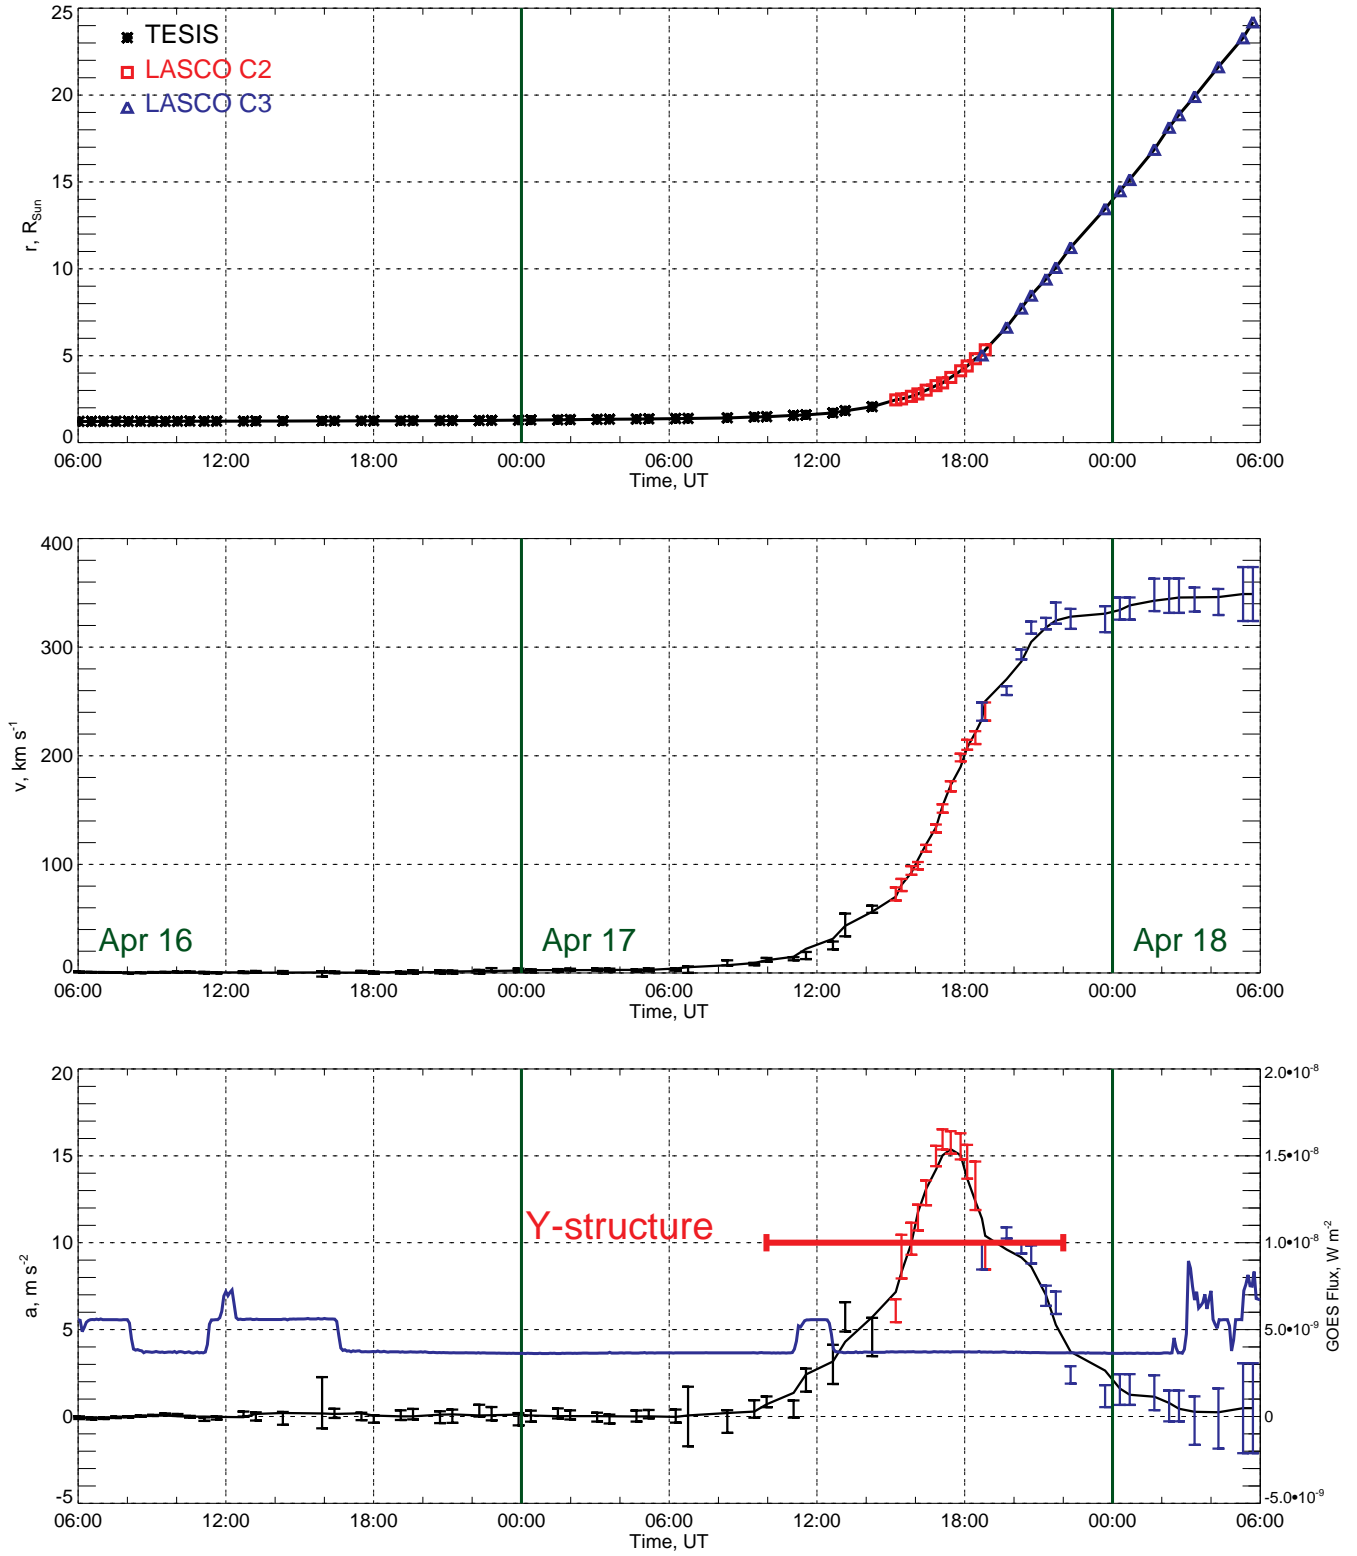 25
20
15
10
5
0
r, R_Sun
TESIS
LASCO C2
LASCO C3
06:00 12:00 18:00 00:00 06:00 12:00 18:00 00:00 06:00
Time, UT
400
300
200
100
0
v, km s⁻¹
Apr 16 Apr 17 Apr 18
06:00 12:00 18:00 00:00 06:00 12:00 18:00 00:00 06:00
Time, UT
20
15
10
5
0
-5
a, m s⁻²
Y-structure
2.0•10⁻⁸
1.5•10⁻⁸
1.0•10⁻⁸
5.0•10⁻⁹
0
-5.0•10⁻⁹
GOES Flux, W m⁻²
06:00 12:00 18:00 00:00 06:00 12:00 18:00 00:00 06:00
Time, UT